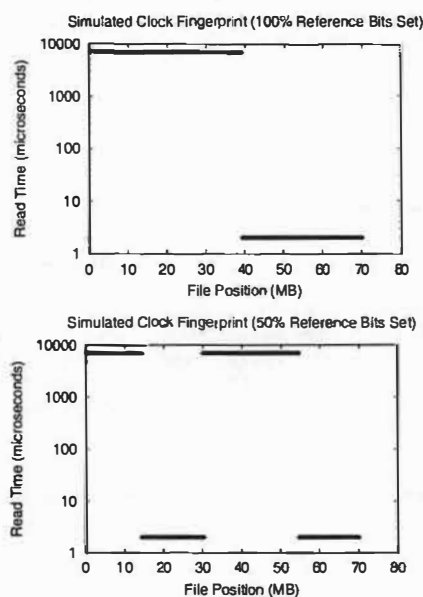 Simulated Clock Fingerprint (100% Reference Bits Set)
10000
1000
100
10
1
Read Time (microseconds)
0 10 20 30 40 50 60 70 80
File Position (MB)
Simulated Clock Fingerprint (50% Reference Bits Set)
10000
1000
100
10
1
Read Time (microseconds)
0 10 20 30 40 50 60 70 80
File Position (MB)